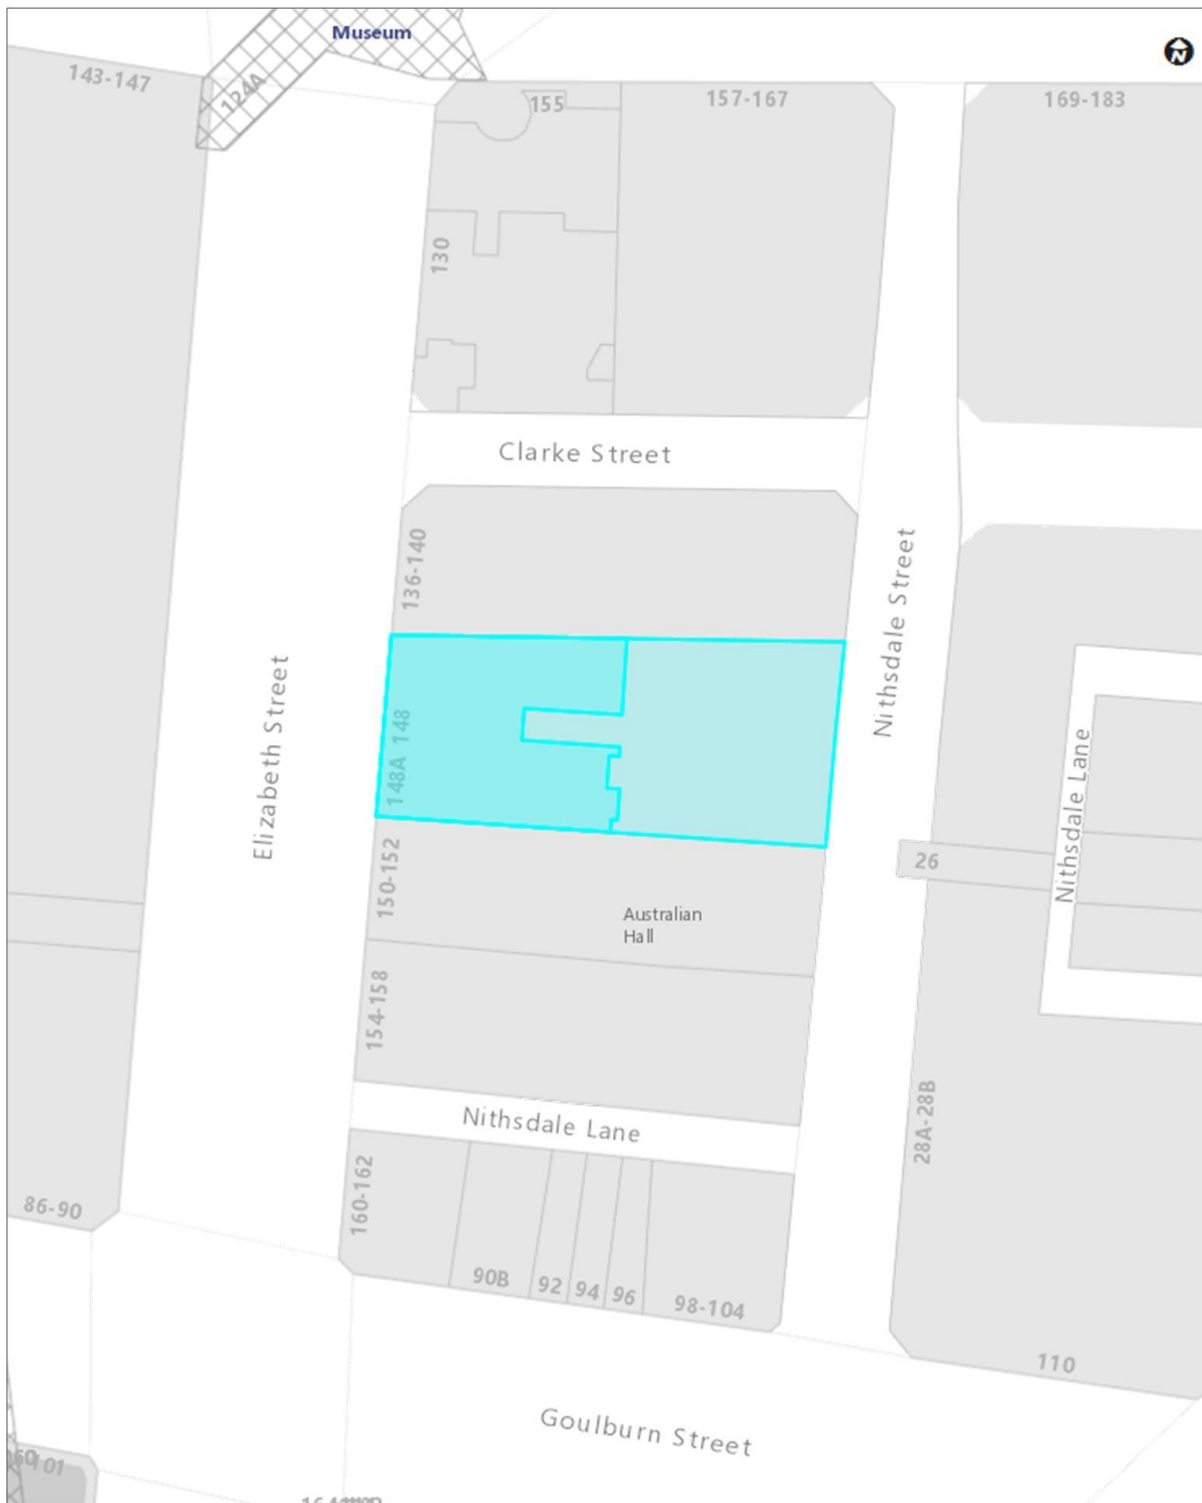 Museum
N
143-147
124A
155
157-167
169-183
130
Clarke Street
136-140
Nithsdale Street
Elizabeth Street
148
148A
Nithsdale Lane
150-152
26
Australian
Hall
154-158
28A-28B
Nithsdale Lane
160-162
86-90
90B
92
94
96
98-104
110
Goulburn Street
101